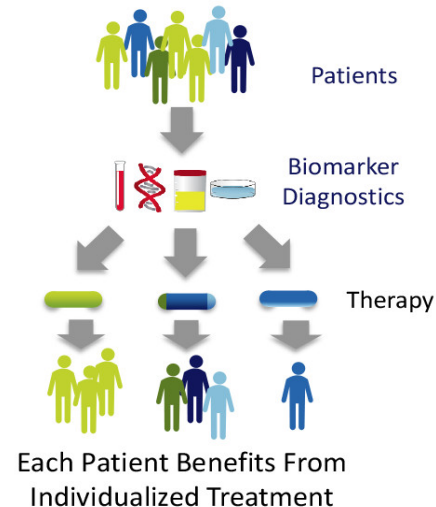 Patients
Biomarker
Diagnostics
Therapy
Each Patient Benefits From
Individualized Treatment